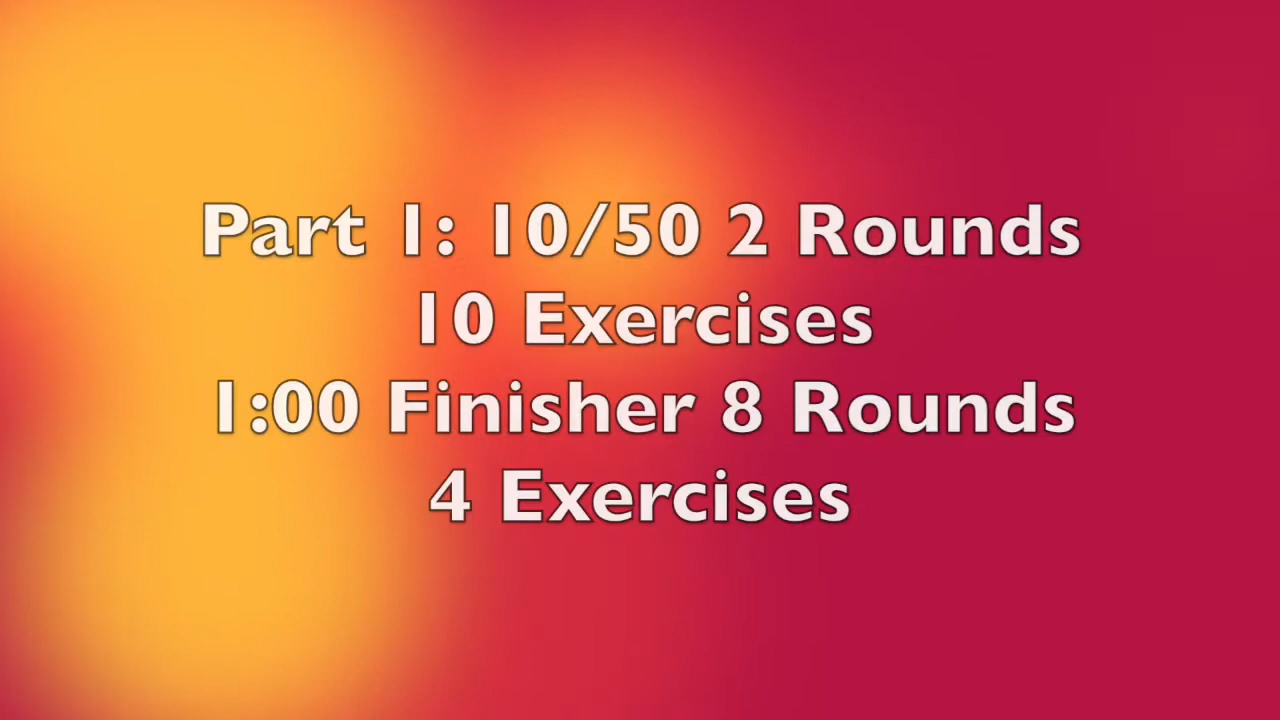 Part 1: 10/50 2 Rounds
10 Exercises
1:00 Finisher 8 Rounds
4 Exercises